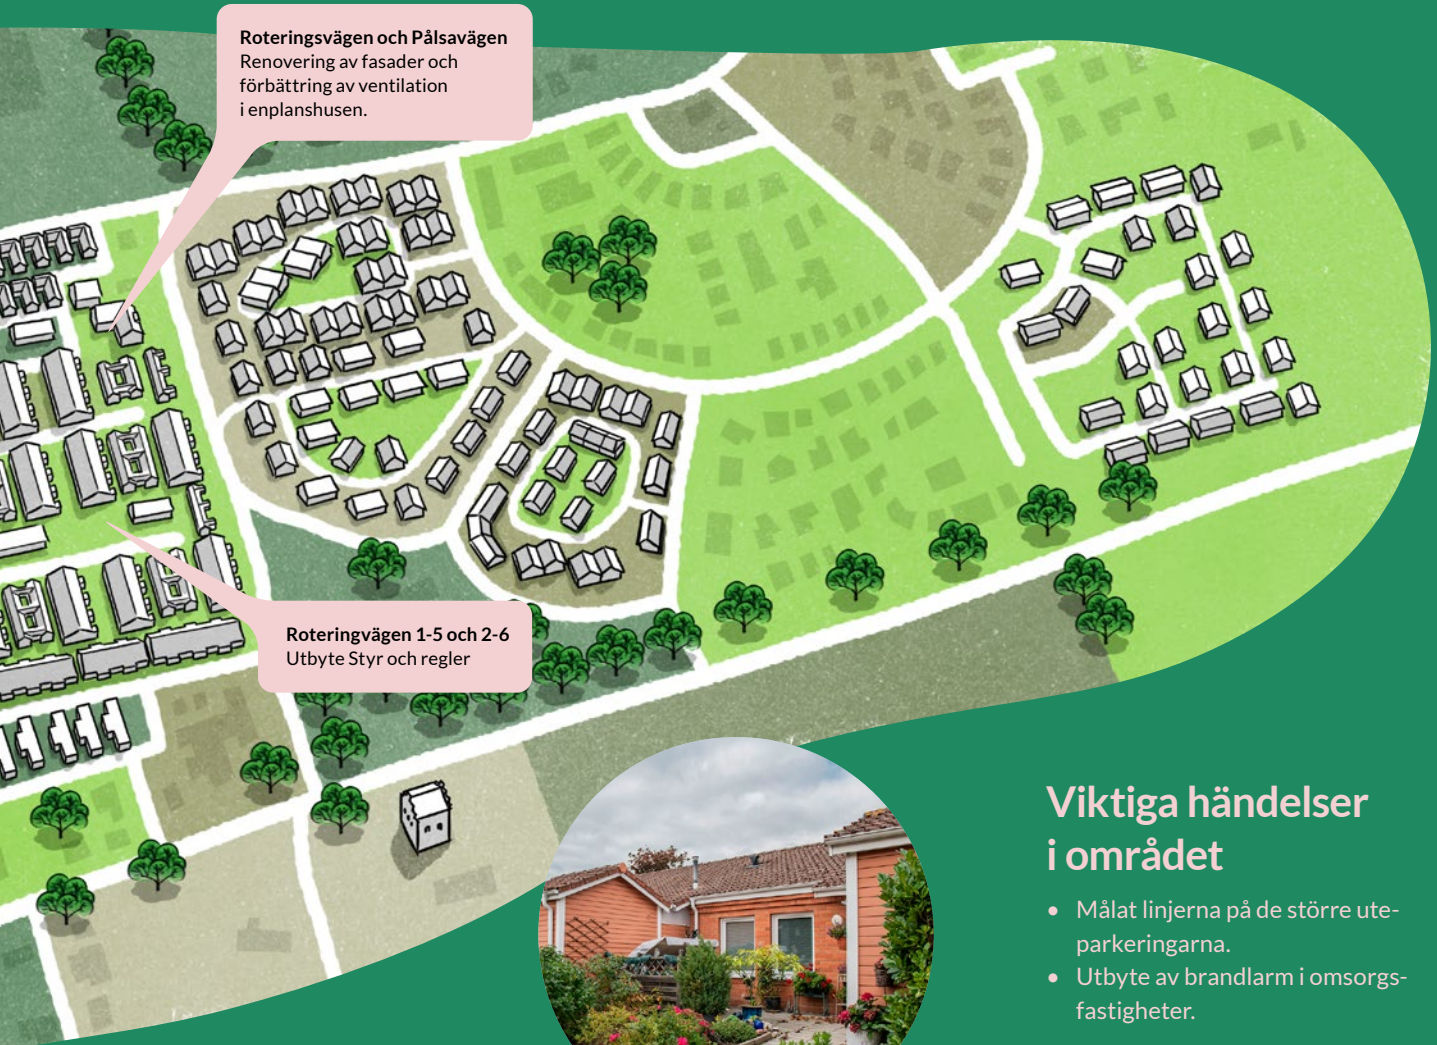 Roteringsvägen och Pålsavägen
Renovering av fasader och
förbättring av ventilation
i enplanshusen.
Roteringvägen 1-5 och 2-6
Utbyte Styr och regler
Viktiga händelser
i området
• Målat linjerna på de större ute-
parkeringarna.
• Utbyte av brandlarm i omsorgs-
fastigheter.